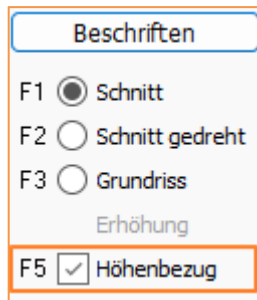 Beschriften
F1 Schnitt
F2 Schnitt gedreht
F3 Grundriss
Erhöhung
F5 Höhenbezug